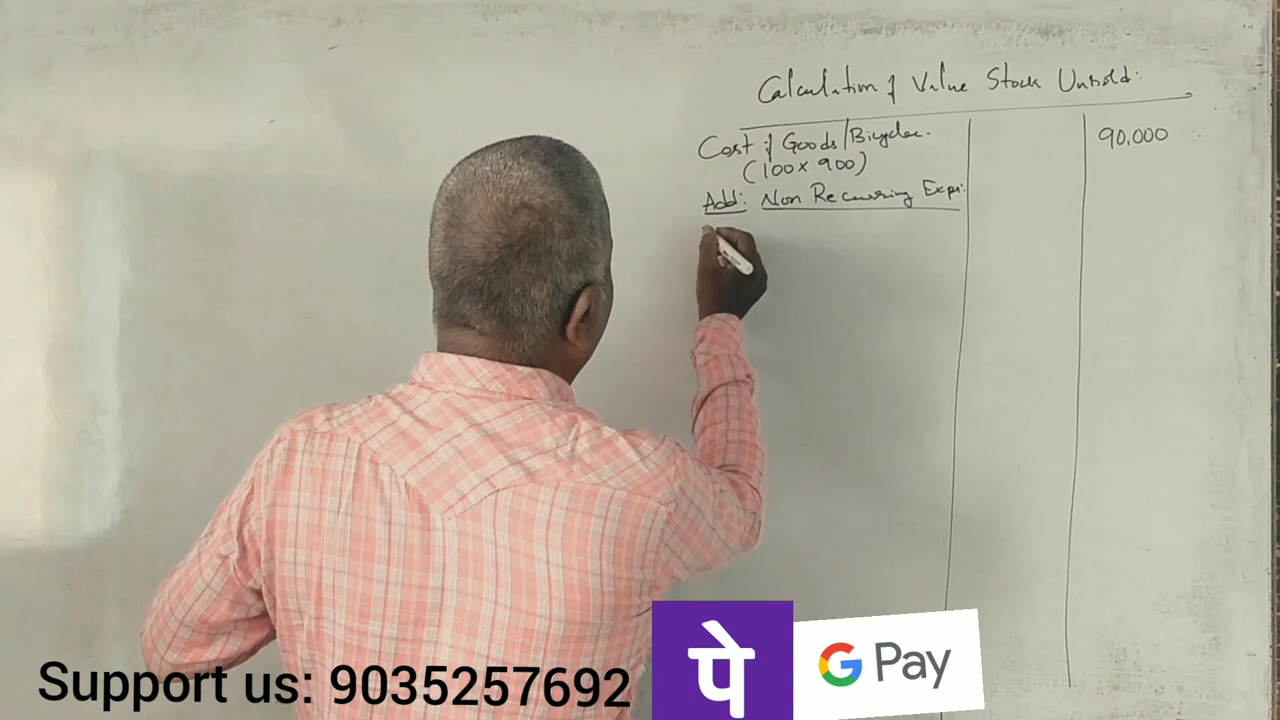 Calculation of Value Stock Unsold:
Cost of Goods/Bicycles. 90,000
(100 x 900)
Add: Non Recurring Expr:
Support us: 9035257692
पे
G Pay